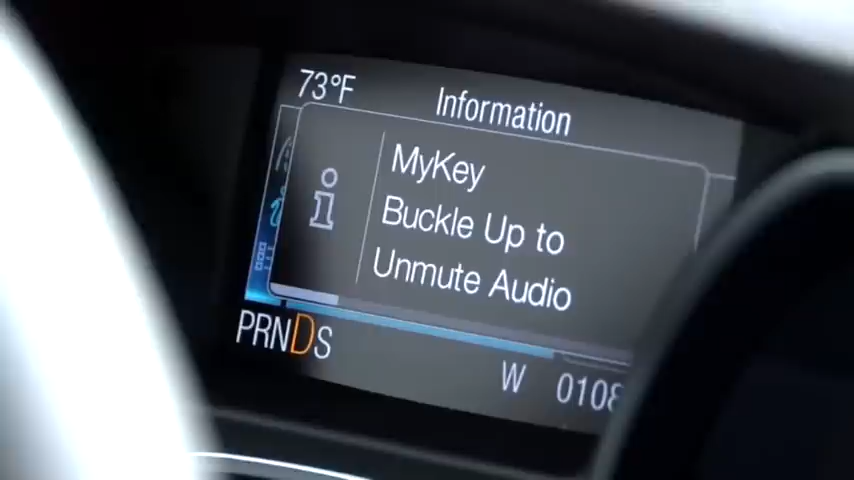 73°F
Information
MyKey
Buckle Up to
Unmute Audio
PRNDS
W
0108